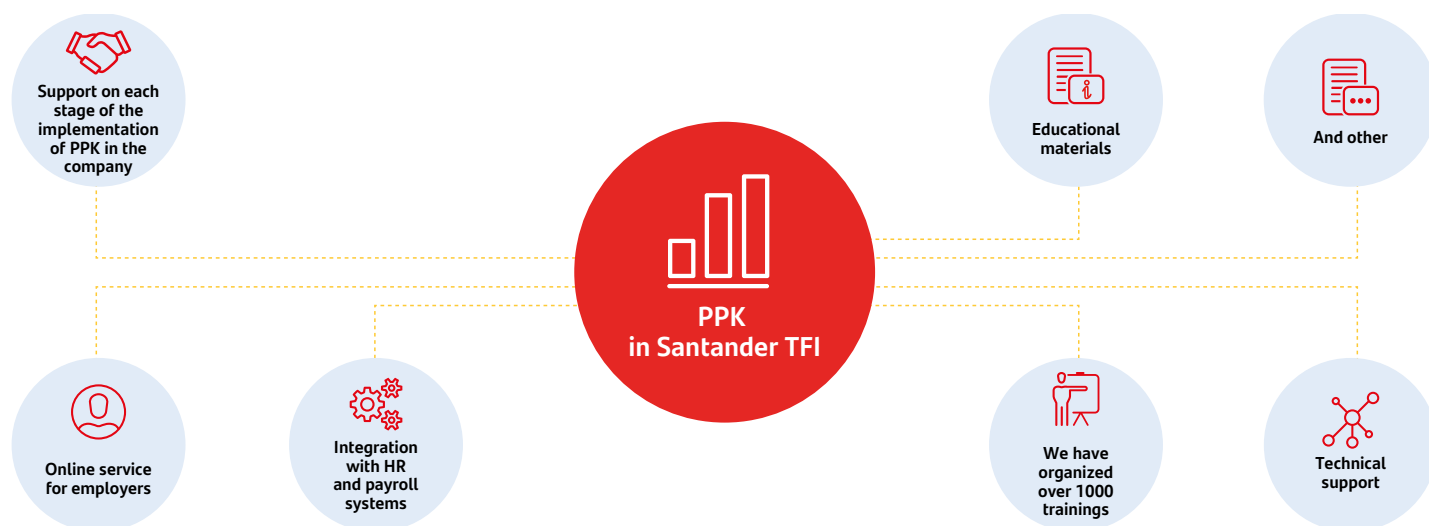 Support on each
stage of the
implementation
of PPK in the
company
Educational
materials
And other
PPK
in Santander TFI
Online service
for employers
Integration
with HR
and payroll
systems
We have
organized
over 1000
trainings
Technical
support